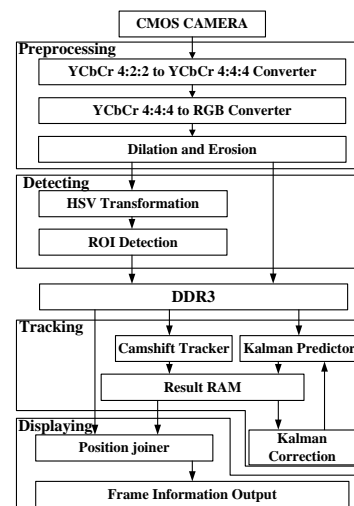 CMOS CAMERA
Preprocessing
YCbCr 4:2:2 to YCbCr 4:4:4 Converter
YCbCr 4:4:4 to RGB Converter
Dilation and Erosion
Detecting
HSV Transformation
ROI Detection
DDR3
Tracking
Camshift Tracker
Kalman Predictor
Result RAM
Displaying
Position joiner
Kalman
Correction
Frame Information Output